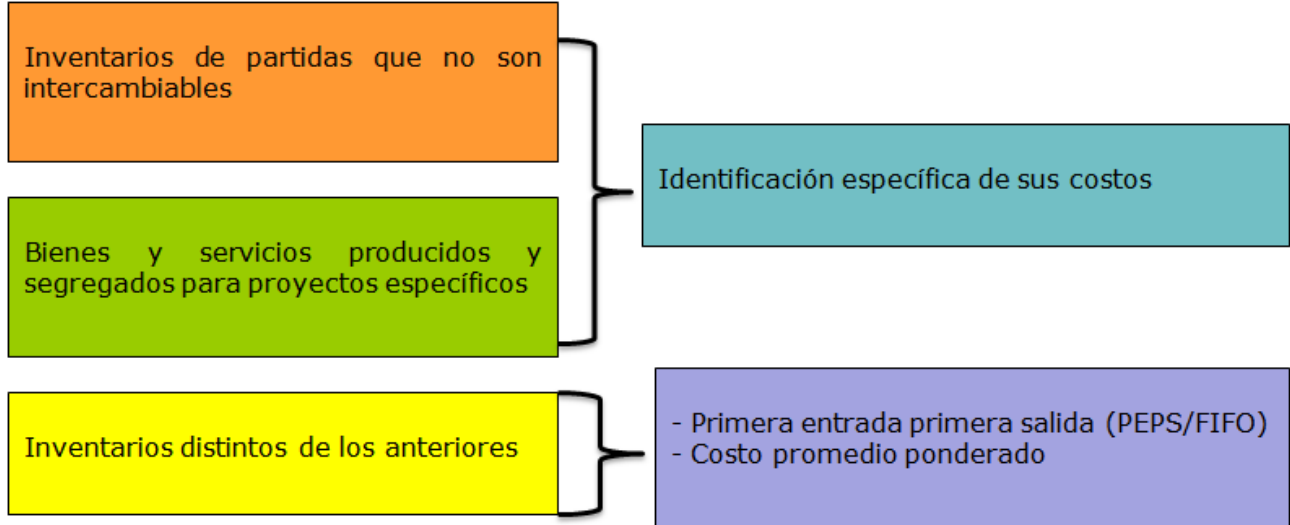 Inventarios de partidas que no son
intercambiables
Bienes y servicios producidos y
segregados para proyectos específicos
Identificación específica de sus costos
Inventarios distintos de los anteriores
- Primera entrada primera salida (PEPS/FIFO)
- Costo promedio ponderado